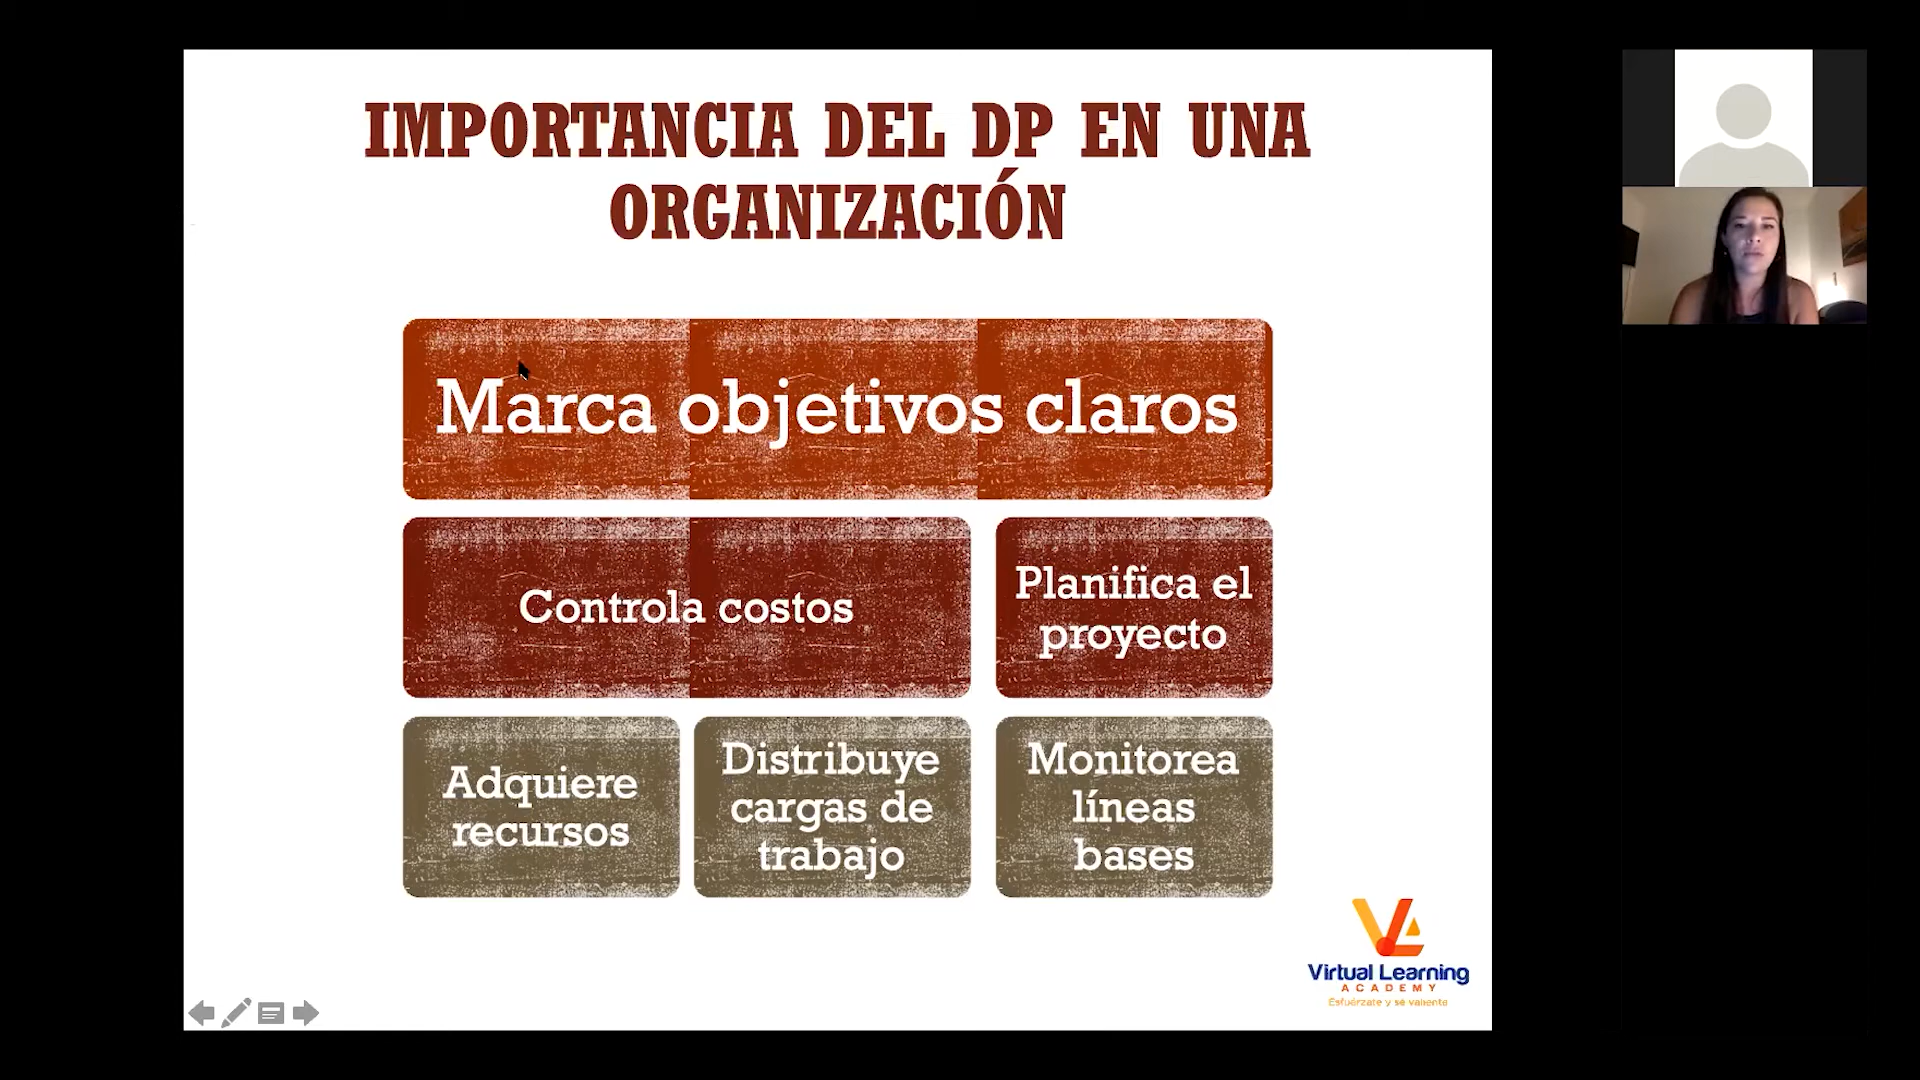 IMPORTANCIA DEL DP EN UNA
ORGANIZACIÓN
Marca objetivos claros
Controla costos
Planifica el
proyecto
Adquiere
recursos
Distribuye
cargas de
trabajo
Monitorea
líneas
bases
VA
Virtual Learning
ACADEMY
Esfuérzate y sé valiente